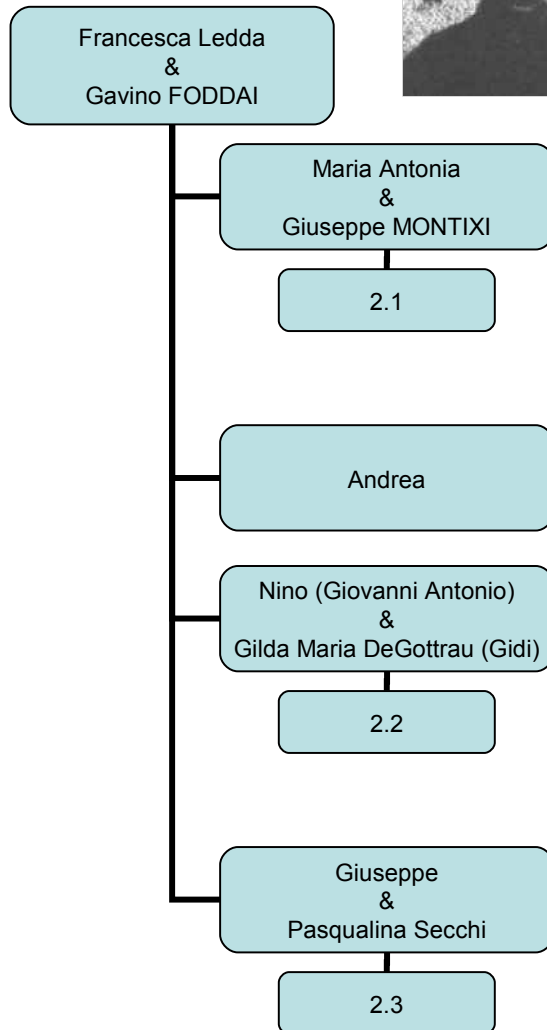 Francesca Ledda
&
Gavino FODDAI
Maria Antonia
&
Giuseppe MONTIXI
2.1
Andrea
Nino (Giovanni Antonio)
&
Gilda Maria DeGottrau (Gidi)
2.2
Giuseppe
&
Pasqualina Secchi
2.3